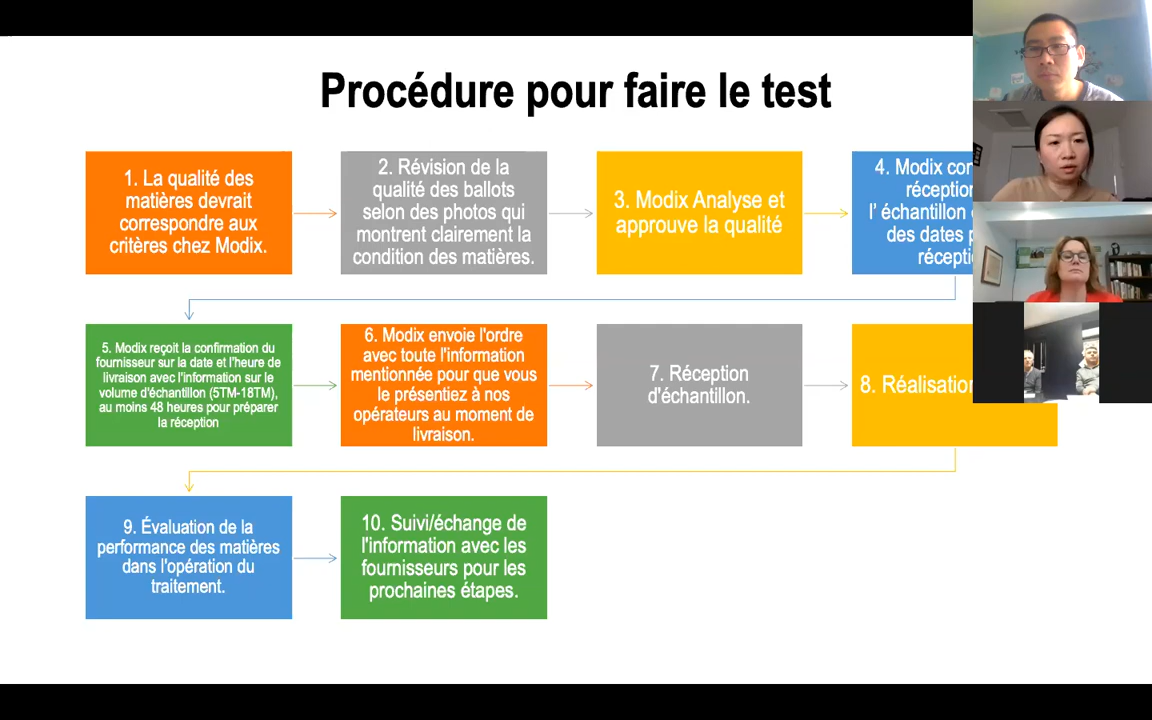 Procédure pour faire le test
1. La qualité des
matières devrait
correspondre aux
critères chez Modix.
2. Révision de la
qualité des ballots
selon des photos qui
montrent clairement la
condition des matières.
3. Modix Analyse et
approuve la qualité
4. Modix
réception
l' échantillon
des dates
5. Modix reçoit la confirmation du
fournisseur sur la date et l'heure de
livraison avec l'information sur le
volume d'échantillon (5TM-18TM),
au moins 48 heures pour préparer
la réception
6. Modix envoie l'ordre
avec toute l'information
mentionnée pour que vous
le présentiez à nos
opérateurs au moment de
livraison.
7. Réception
d'échantillon.
8. Réalisation
9. Évaluation de la
performance des matières
dans l'opération du
traitement.
10. Suivi/échange de
l'information avec les
fournisseurs pour les
prochaines étapes.